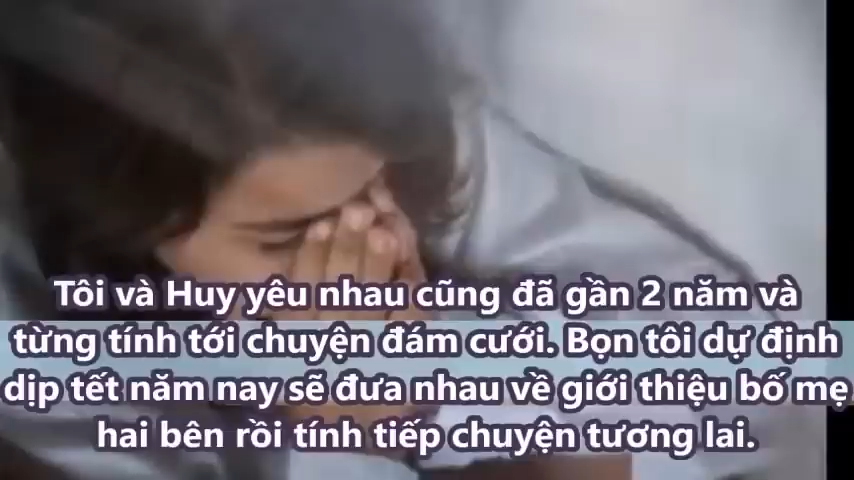 Tôi và Huy yêu nhau cũng đã gần 2 năm và
từng tính tới chuyện đám cưới. Bọn tôi dự định
dịp tết năm nay sẽ đưa nhau về giới thiệu bố mẹ
hai bên rồi tính tiếp chuyện tương lai.